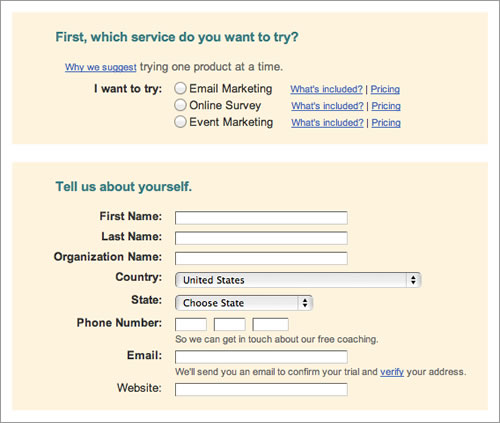 First, which service do you want to try?
Why we suggest trying one product at a time.
I want to try: Email Marketing What's included? | Pricing
Online Survey What's included? | Pricing
Event Marketing What's included? | Pricing
Tell us about yourself.
First Name:
Last Name:
Organization Name:
Country: United States
State: Choose State
Phone Number:
So we can get in touch about our free coaching.
Email:
We'll send you an email to confirm your trial and verify your address.
Website: